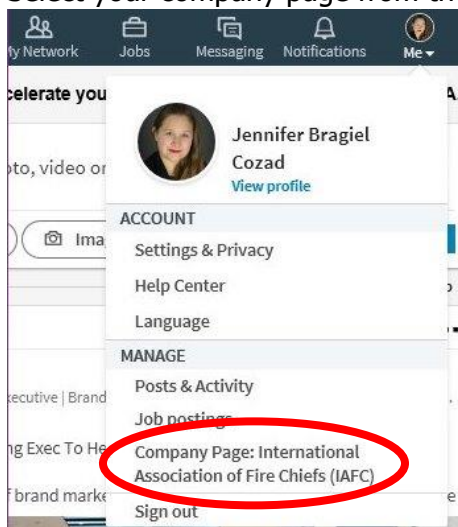 Select your company page from th
My Network Jobs Messaging Notifications Me
celerate you
A
Jennifer Bragiel
Cozad
View profile
oto, video or
ACCOUNT
Ima
Settings & Privacy
Help Center
Language
MANAGE
Posts & Activity
xecutive | Brand
Job postings
ng Exec To He
Company Page: International
Association of Fire Chiefs (IAFC)
f brand marke
e
Sign out